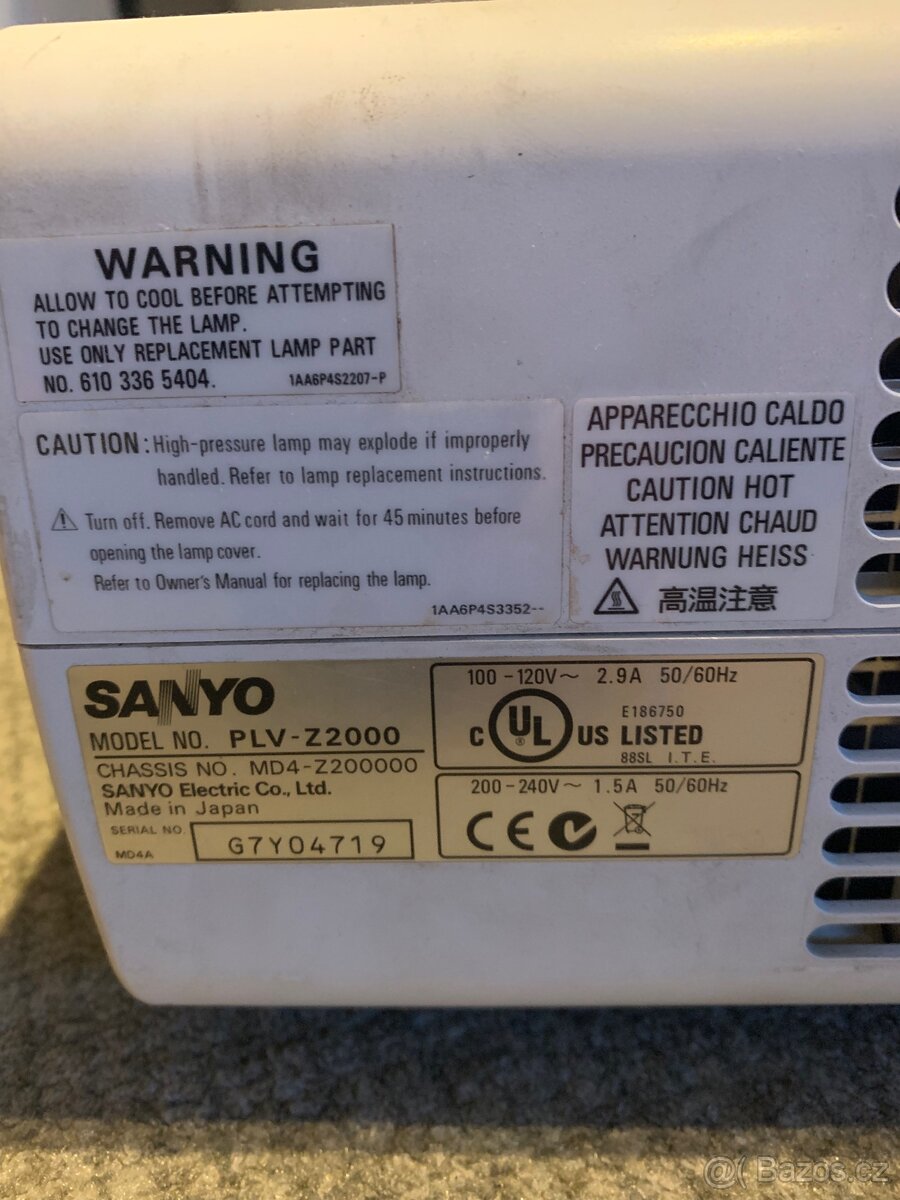 WARNING
ALLOW TO COOL BEFORE ATTEMPTING
TO CHANGE THE LAMP.
USE ONLY REPLACEMENT LAMP PART
NO. 610 336 5404.
1AA6P4S2207-P
CAUTION: High-pressure lamp may explode if improperly
handled. Refer to lamp replacement instructions.
Turn off. Remove AC cord and wait for 45 minutes before
opening the lamp cover.
Refer to Owner's Manual for replacing the lamp.
1AA6P4S3352--
APPARECCHIO CALDO
PRECAUCION CALIENTE
CAUTION HOT
ATTENTION CHAUD
WARNUNG HEISS
高温注意
SANYO
MODEL NO. PLV-Z2000
CHASSIS NO. MD4-Z200000
SANYO Electric Co., Ltd.
Made in Japan
SERIAL NO.
G7Y04719
MD4A
100-120V~ 2.9A 50/60Hz
C UL® US LISTED
E186750
88SL I.T.E.
200-240V~ 1.5A 50/60Hz
CE
@( Bazoš.cz